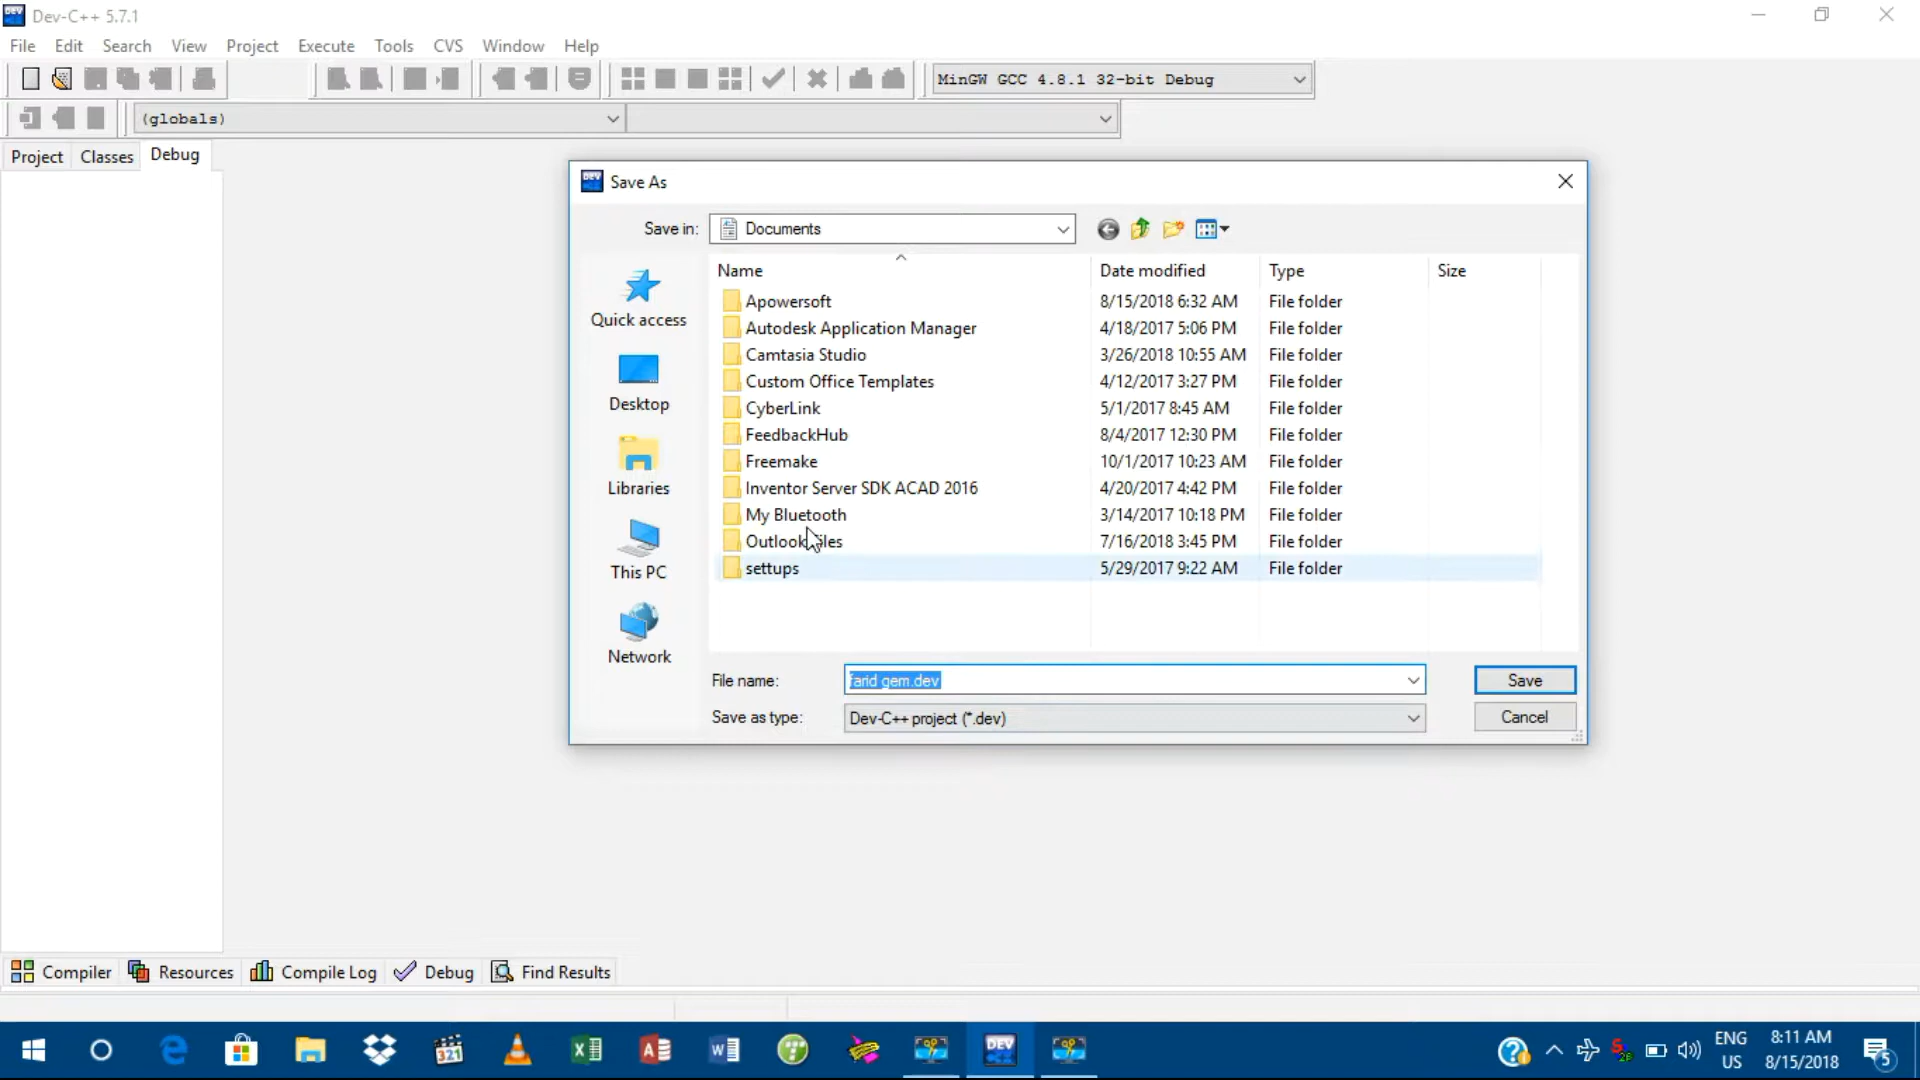 Dev-C++ 5.7.1
File Edit Search View Project Execute Tools CVS Window Help
MinGW GCC 4.8.1 32-bit Debug
(globals)
Project Classes Debug
Save As
Save in: Documents
Name Date modified Type Size
Apowersoft 8/15/2018 6:32 AM File folder
Autodesk Application Manager 4/18/2017 5:06 PM File folder
Camtasia Studio 3/26/2018 10:55 AM File folder
Custom Office Templates 4/12/2017 3:27 PM File folder
CyberLink 5/1/2017 8:45 AM File folder
FeedbackHub 8/4/2017 12:30 PM File folder
Freemake 10/1/2017 10:23 AM File folder
Inventor Server SDK ACAD 2016 4/20/2017 4:42 PM File folder
My Bluetooth 3/14/2017 10:18 PM File folder
Outlook Files 7/16/2018 3:45 PM File folder
settups 5/29/2017 9:22 AM File folder
Quick access
Desktop
Libraries
This PC
Network
File name: farid gem.dev Save
Save as type: Dev-C++ project (*.dev) Cancel
Compiler Resources Compile Log Debug Find Results
ENG 8:11 AM
US 8/15/2018 5